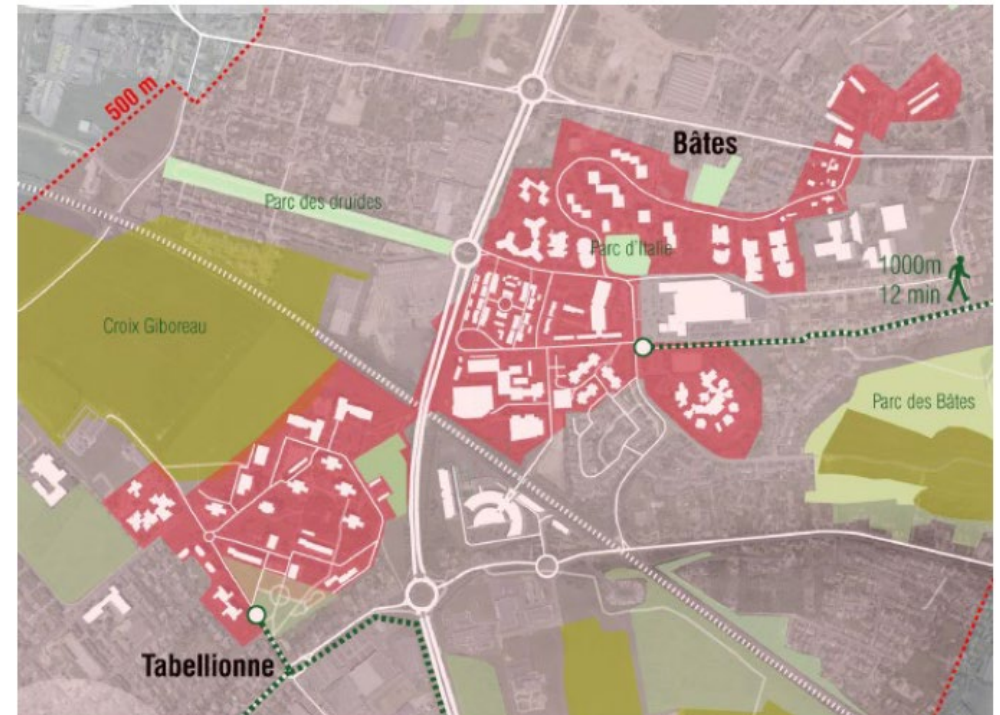 500 m
Bâtes
Parc des druides
Parc d'Italie
1000m
12 min
Croix Giboreau
Parc des Bâtes
Tabellionne